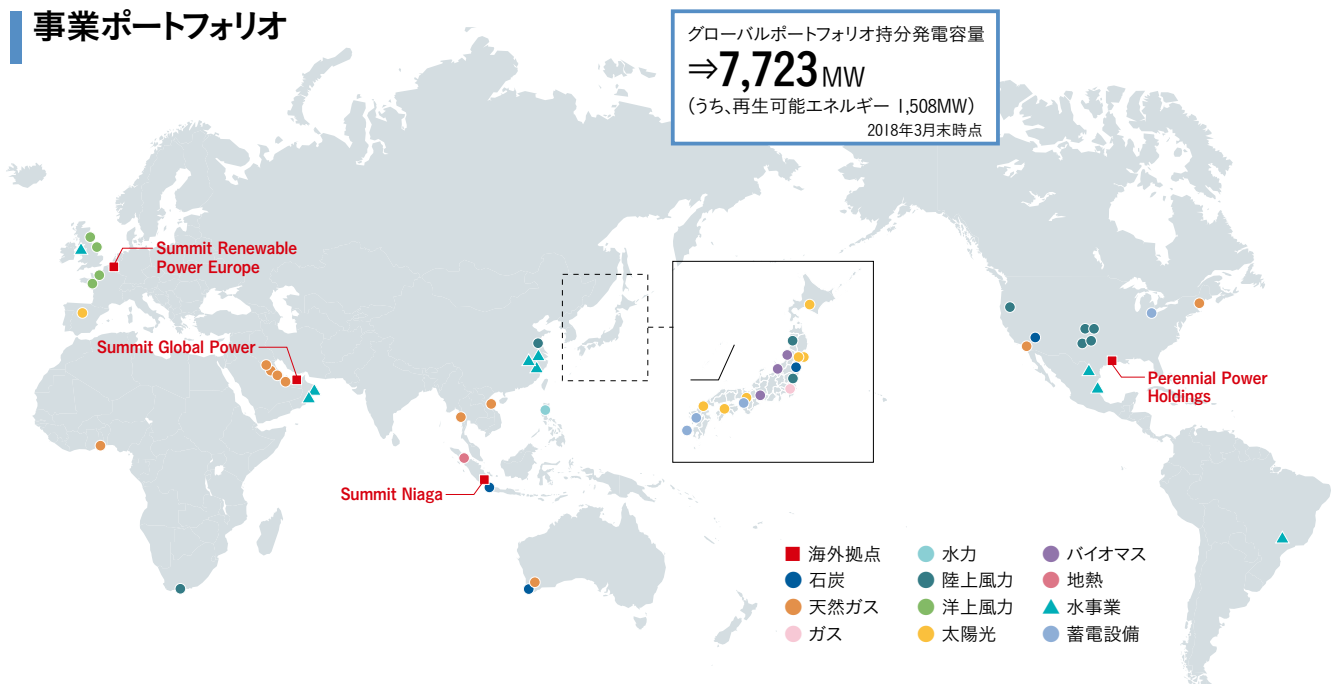 事業ポートフォリオ
グローバルポートフォリオ持分発電容量
⇒7,723MW
(うち、再生可能エネルギー 1,508MW)
2018年3月末時点
Summit Renewable
Power Europe
Summit Global Power
Summit Niaga
Perennial Power
Holdings
海外拠点
石炭
天然ガス
ガス
水力
陸上風力
洋上風力
太陽光
バイオマス
地熱
水事業
蓄電設備